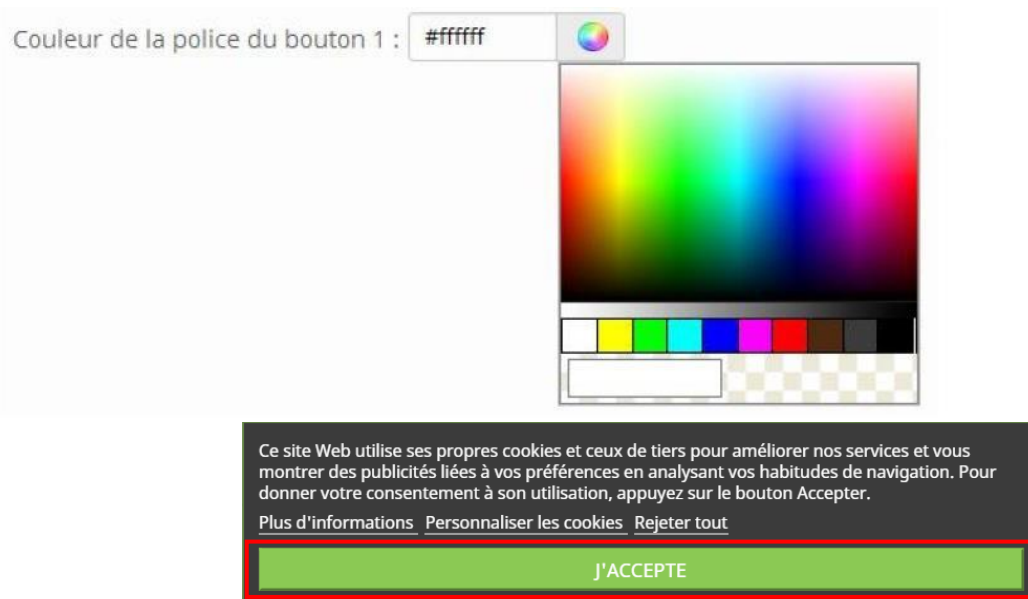 Couleur de la police du bouton 1 : #ffffff
Ce site Web utilise ses propres cookies et ceux de tiers pour améliorer nos services et vous
montrer des publicités liées à vos préférences en analysant vos habitudes de navigation. Pour
donner votre consentement à son utilisation, appuyez sur le bouton Accepter.
Plus d'informations Personnaliser les cookies Rejeter tout
J'ACCEPTE